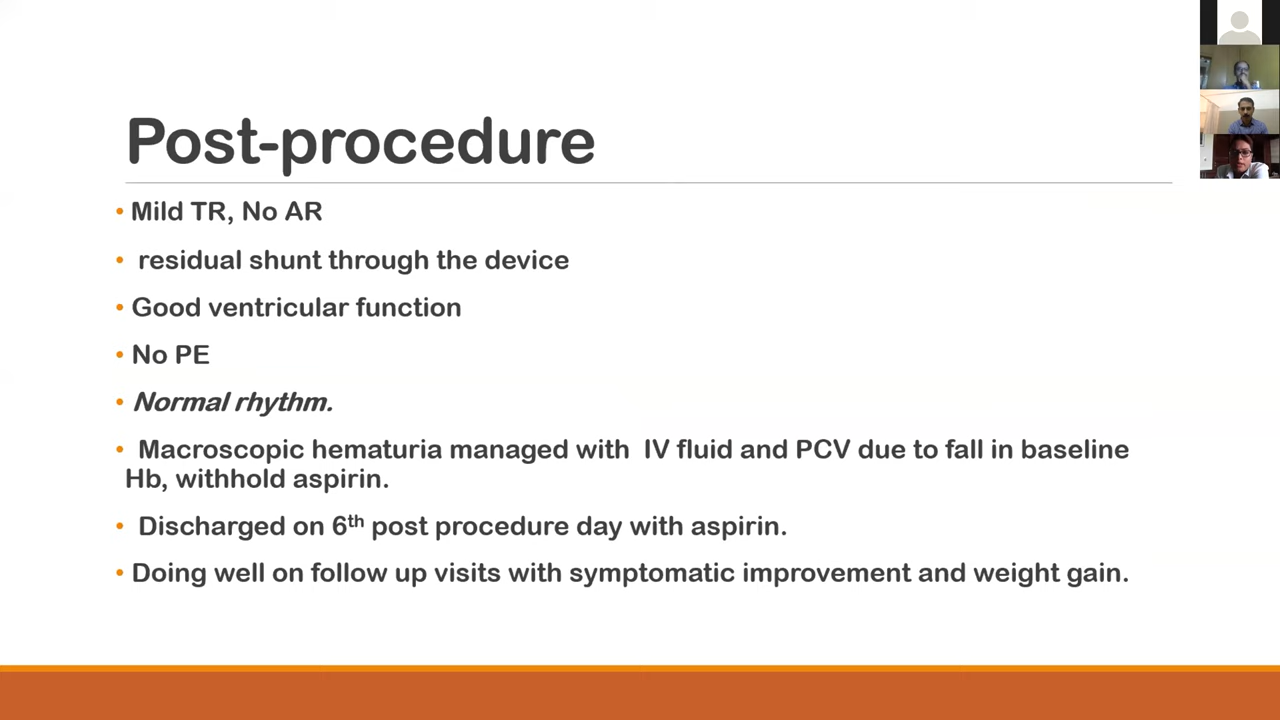 Post-procedure
• Mild TR, No AR
• residual shunt through the device
• Good ventricular function
• No PE
• Normal rhythm.
• Macroscopic hematuria managed with IV fluid and PCV due to fall in baseline
Hb, withhold aspirin.
• Discharged on 6th post procedure day with aspirin.
• Doing well on follow up visits with symptomatic improvement and weight gain.